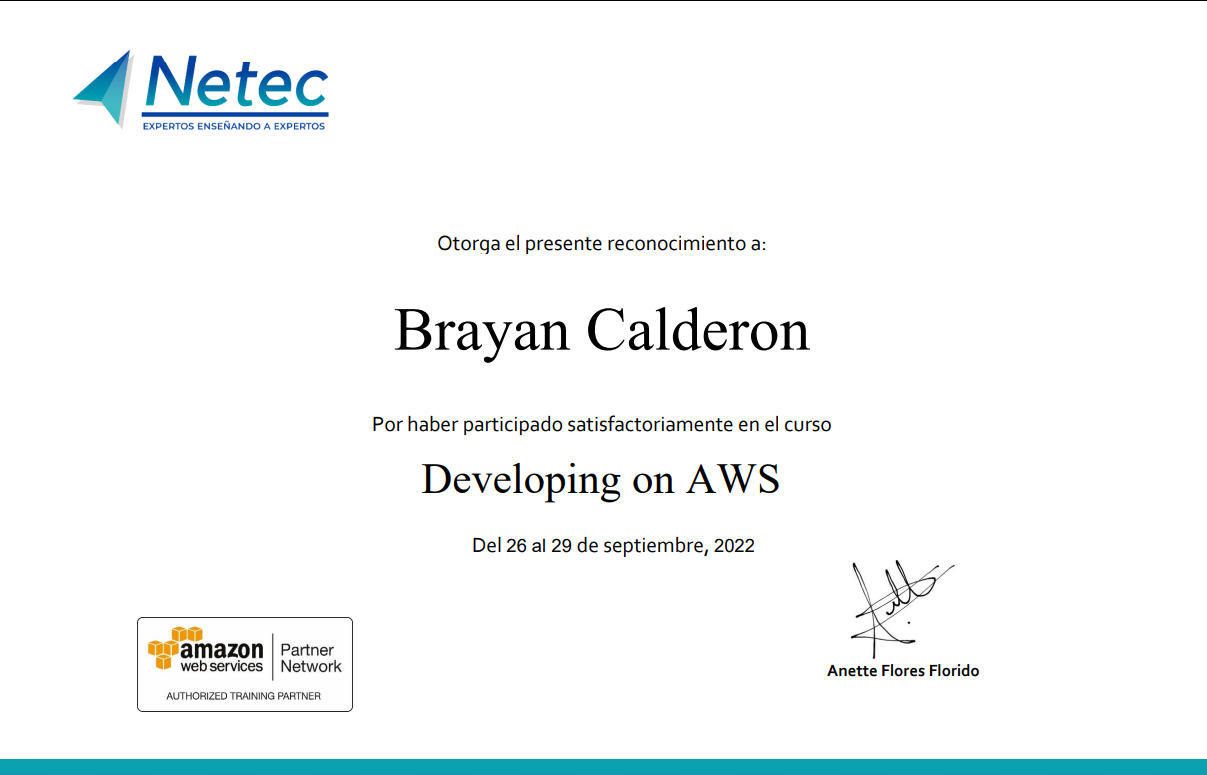 Netec
EXPERTOS ENSEÑANDO A EXPERTOS
Otorga el presente reconocimiento a:
Brayan Calderon
Por haber participado satisfactoriamente en el curso
Developing on AWS
Del 26 al 29 de septiembre, 2022
Anette Flores Florido
amazon
web services
Partner
Network
AUTHORIZED TRAINING PARTNER